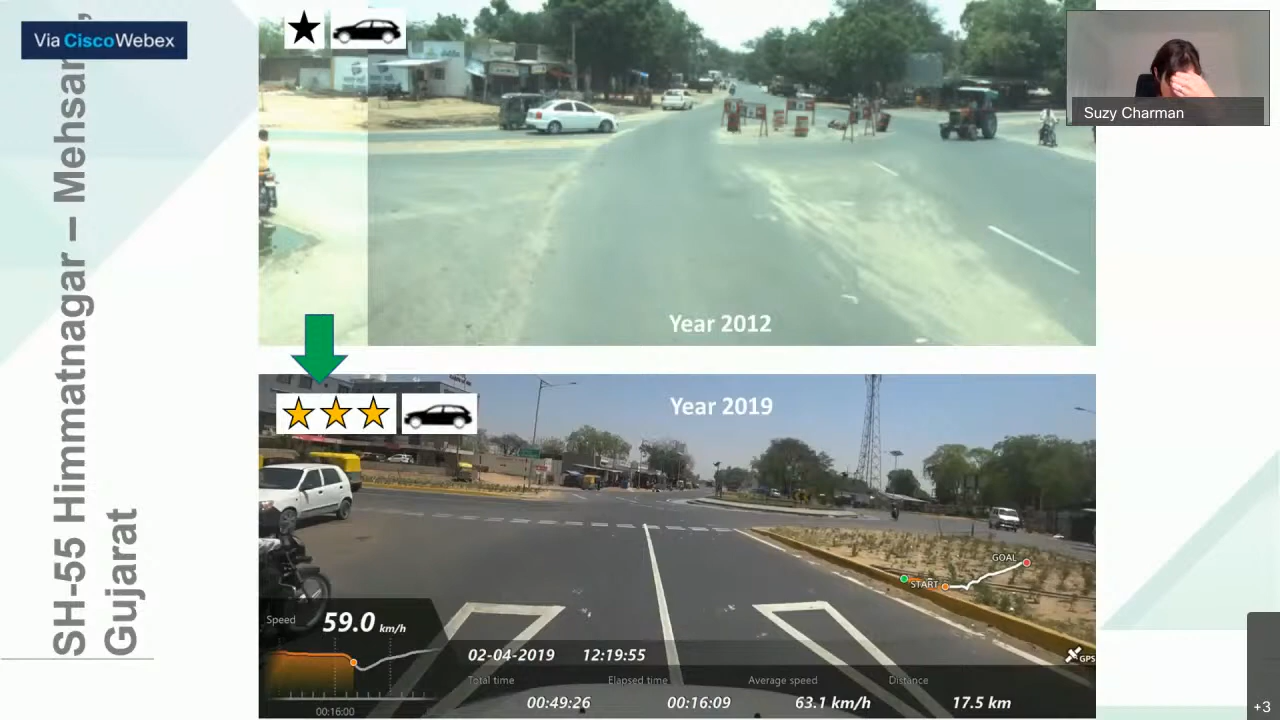 Via CiscoWebex
SH-55 Himmatnagar – Mehsana,
Gujarat
Suzy Charman
Year 2012
Year 2019
GOAL
START
Speed
59.0 km/h
02-04-2019 12:19:55
GPS
Total time Elapsed time Average speed Distance
00:49:26 00:16:09 63.1 km/h 17.5 km
00:16:00
+3